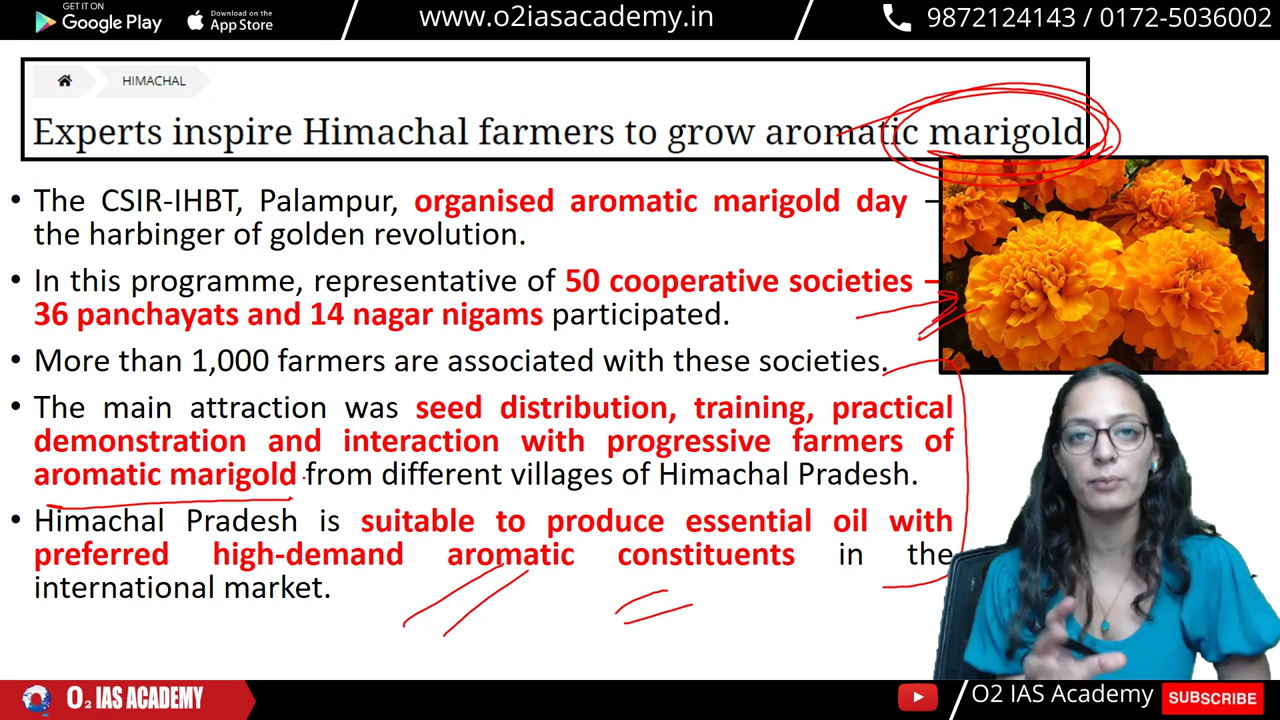 GET IT ON
Google Play
Download on the
App Store
www.o2iasacademy.in
9872124143 / 0172-5036002
HIMACHAL
Experts inspire Himachal farmers to grow aromatic marigold
• The CSIR-IHBT, Palampur, organised aromatic marigold day –
the harbinger of golden revolution.
• In this programme, representative of 50 cooperative societies –
36 panchayats and 14 nagar nigams participated.
• More than 1,000 farmers are associated with these societies.
• The main attraction was seed distribution, training, practical
demonstration and interaction with progressive farmers of
aromatic marigold from different villages of Himachal Pradesh.
• Himachal Pradesh is suitable to produce essential oil with
preferred high-demand aromatic constituents in the
international market.
O2 IAS ACADEMY
O2 IAS Academy
SUBSCRIBE